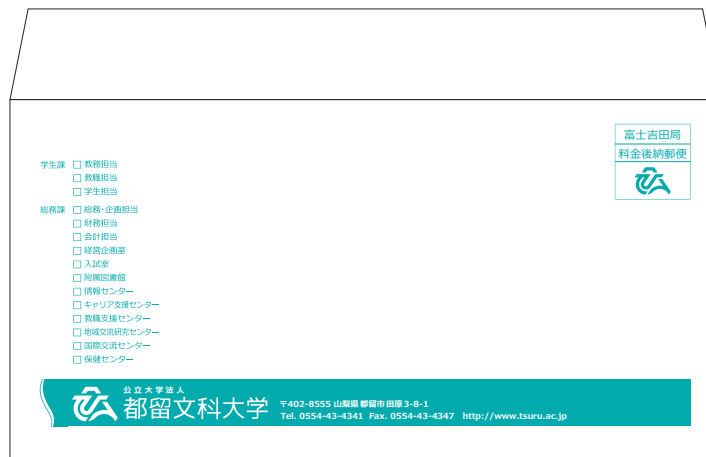 富士吉田局
料金後納郵便
学生課 □ 教務担当
□ 教職担当
□ 学生担当
総務課 □ 総務・企画担当
□ 財務担当
□ 会計担当
□ 経営企画室
□ 入試室
□ 附属図書館
□ 情報センター
□ キャリア支援センター
□ 教職支援センター
□ 地域交流研究センター
□ 国際交流センター
□ 保健センター
公立大学法人
都留文科大学
〒402-8555 山梨県都留市田原3-8-1
Tel. 0554-43-4341 Fax. 0554-43-4347 http://www.tsuru.ac.jp